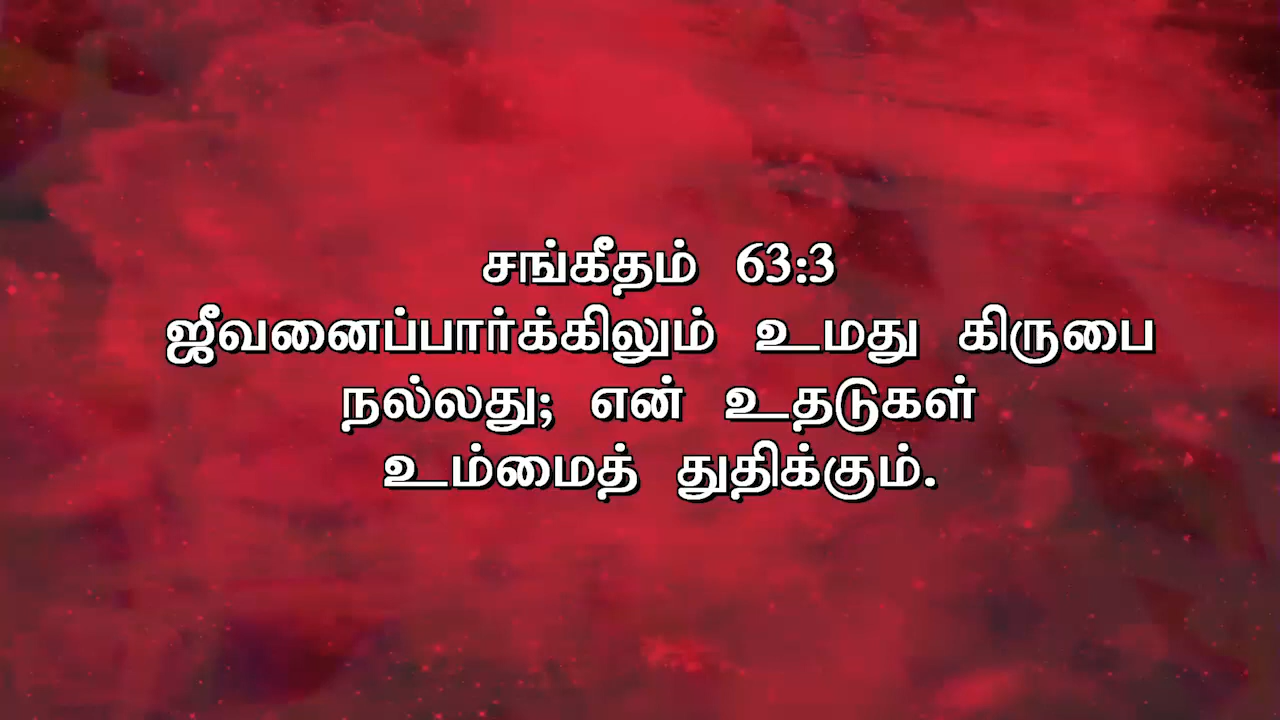 சங்கீதம் 63:3
ஜீவனைப்பார்க்கிலும் உமது கிருபை
நல்லது; என் உதடுகள்
உம்மைத் துதிக்கும்.